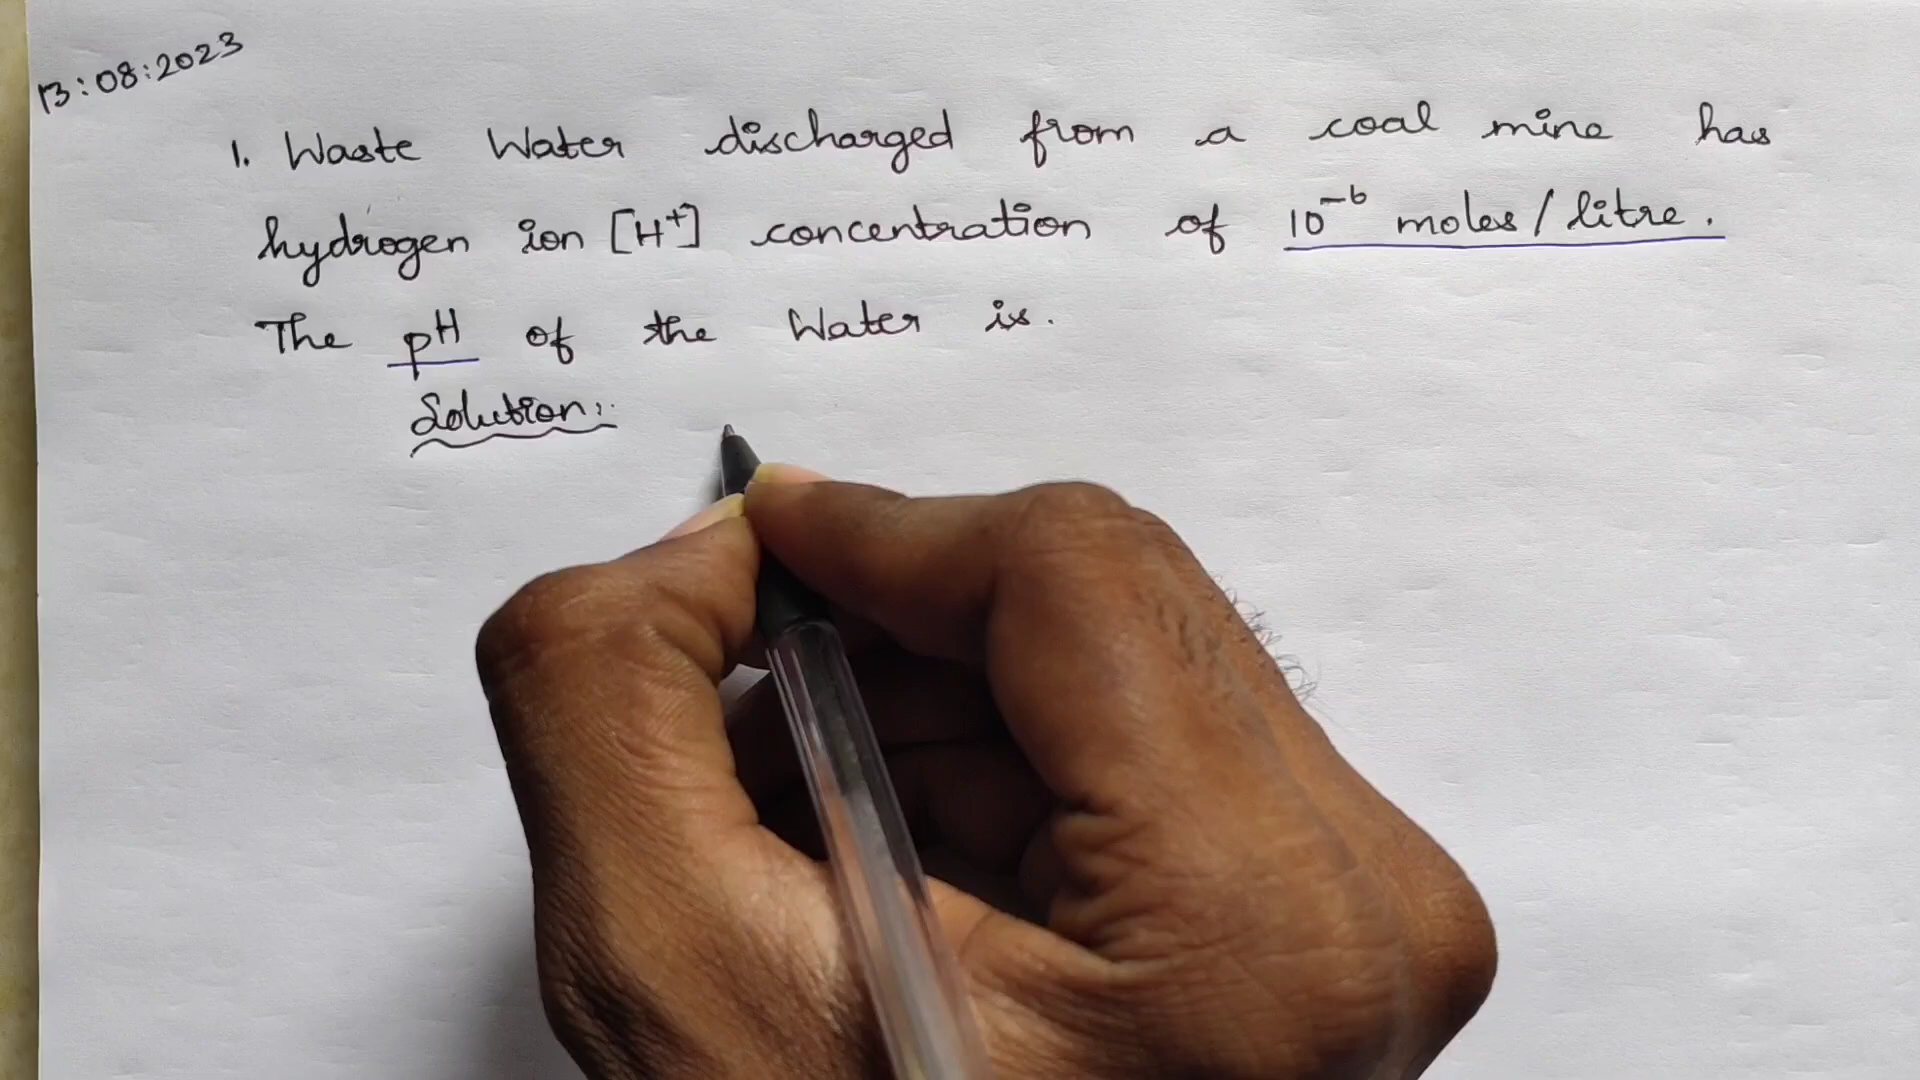 13:08:2023
1. Waste Water discharged from a coal mine has
hydrogen ion [H⁺] concentration of 10⁻⁶ moles/litre.
The pH of the Water is.
Solution: